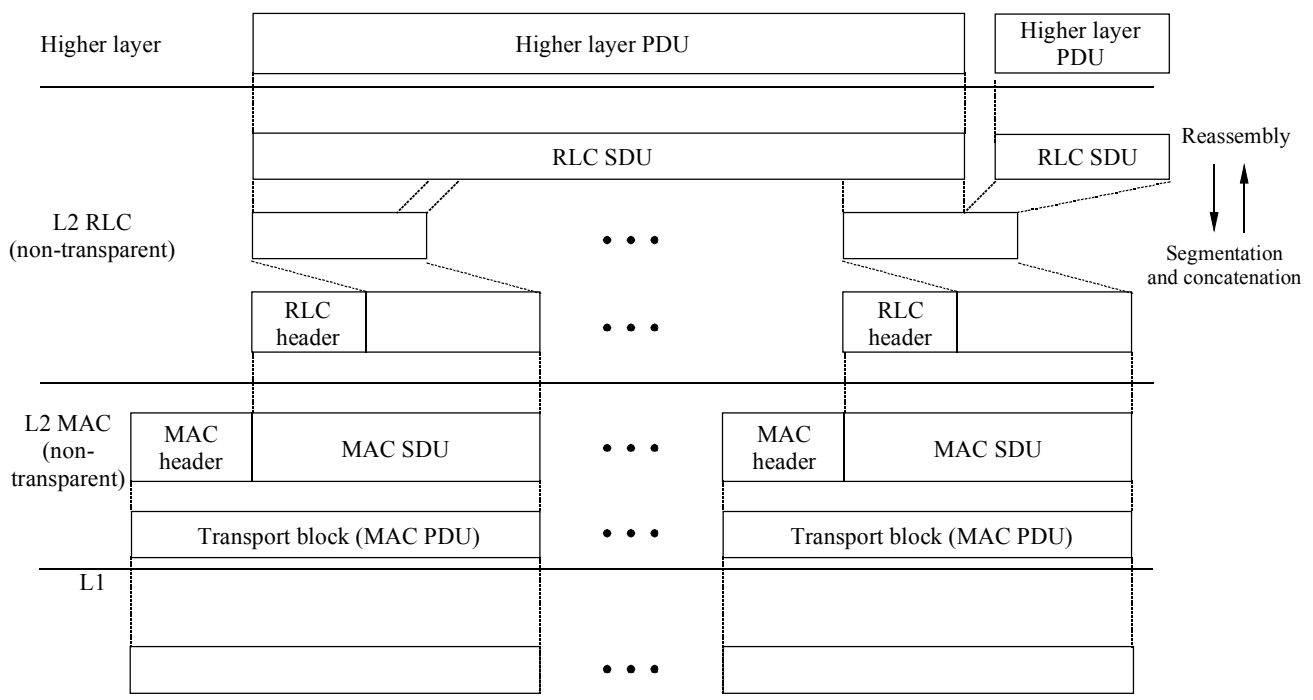 Higher layer
Higher layer PDU
Higher layer
PDU
RLC SDU
RLC SDU
Reassembly
L2 RLC
(non-transparent)
• • •
Segmentation
and concatenation
RLC
header
• • •
RLC
header
L2 MAC
(non-
transparent)
MAC
header
MAC SDU
• • •
MAC
header
MAC SDU
Transport block (MAC PDU)
• • •
Transport block (MAC PDU)
L1
• • •